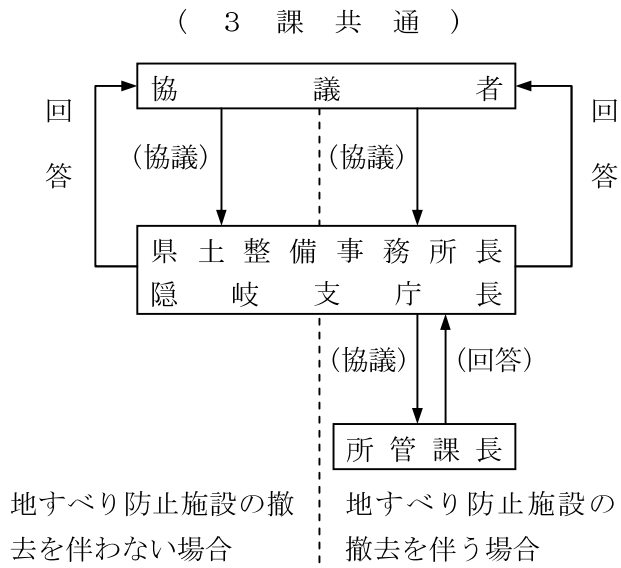 （３課共通）
協議者
回答
(協議)
(協議)
回答
県土整備事務所長
隠岐支庁長
(協議)
(回答)
所管課長
地すべり防止施設の撤
去を伴わない場合
地すべり防止施設の
撤去を伴う場合